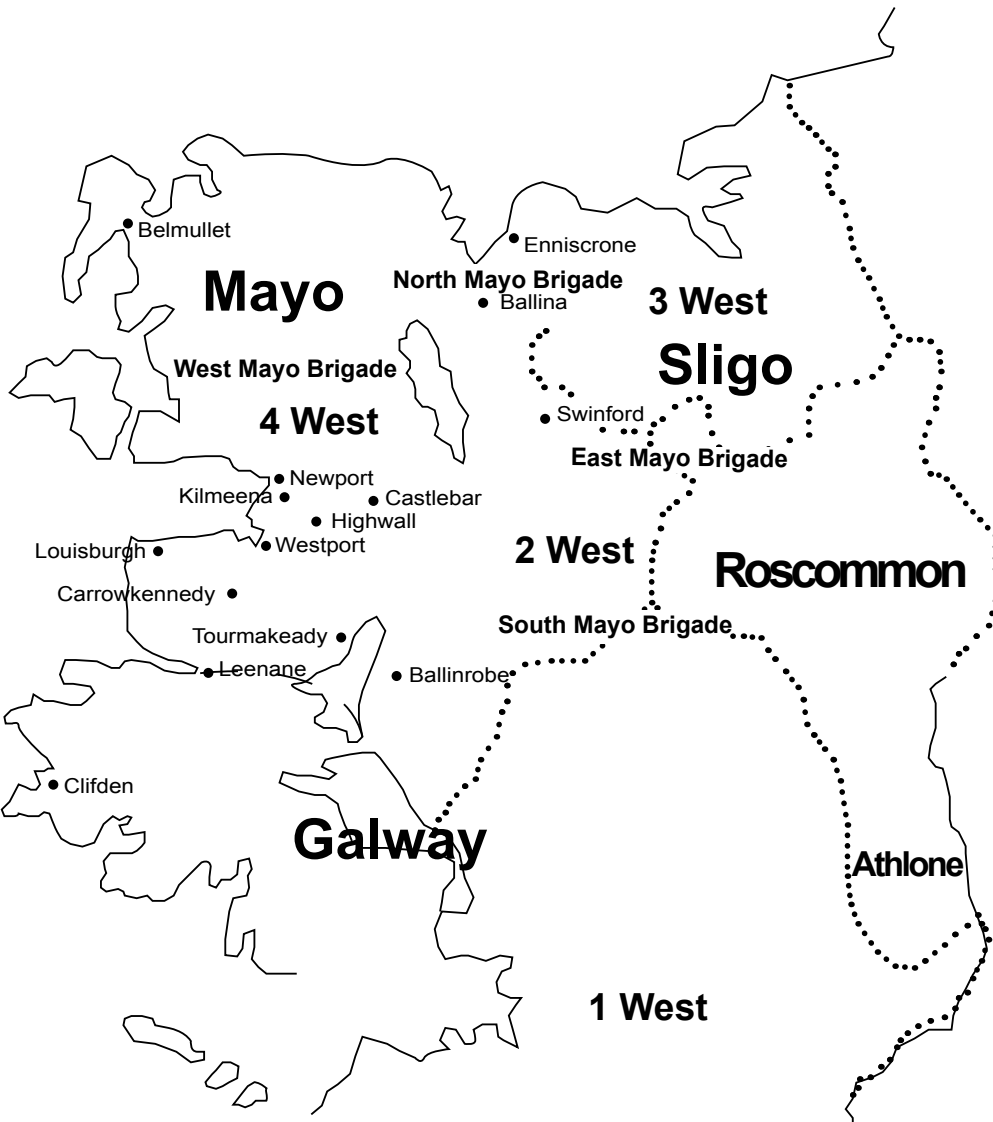 Belmullet
Enniscrone
Mayo
North Mayo Brigade
Ballina
3 West
West Mayo Brigade
Sligo
4 West
Swinford
East Mayo Brigade
Newport
Kilmeena
Castlebar
Highwall
Westport
Louisburgh
2 West
Roscommon
Carrowkennedy
South Mayo Brigade
Tourmakeady
Leenane
Ballinrobe
Clifden
Galway
Athlone
1 West